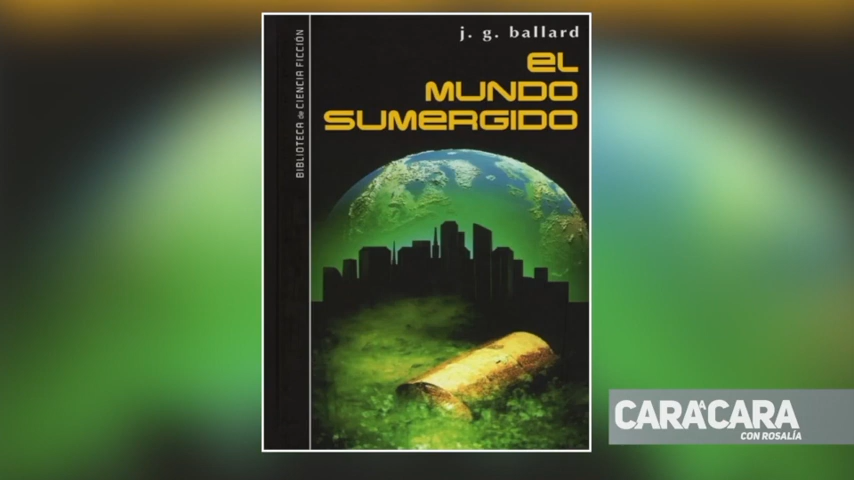 j. g. ballard
eL
MUNDO
SUMERGIDO
BIBLIOTECA de CIENCIA FICCIÓN
CARA A CARA
CON ROSALÍA